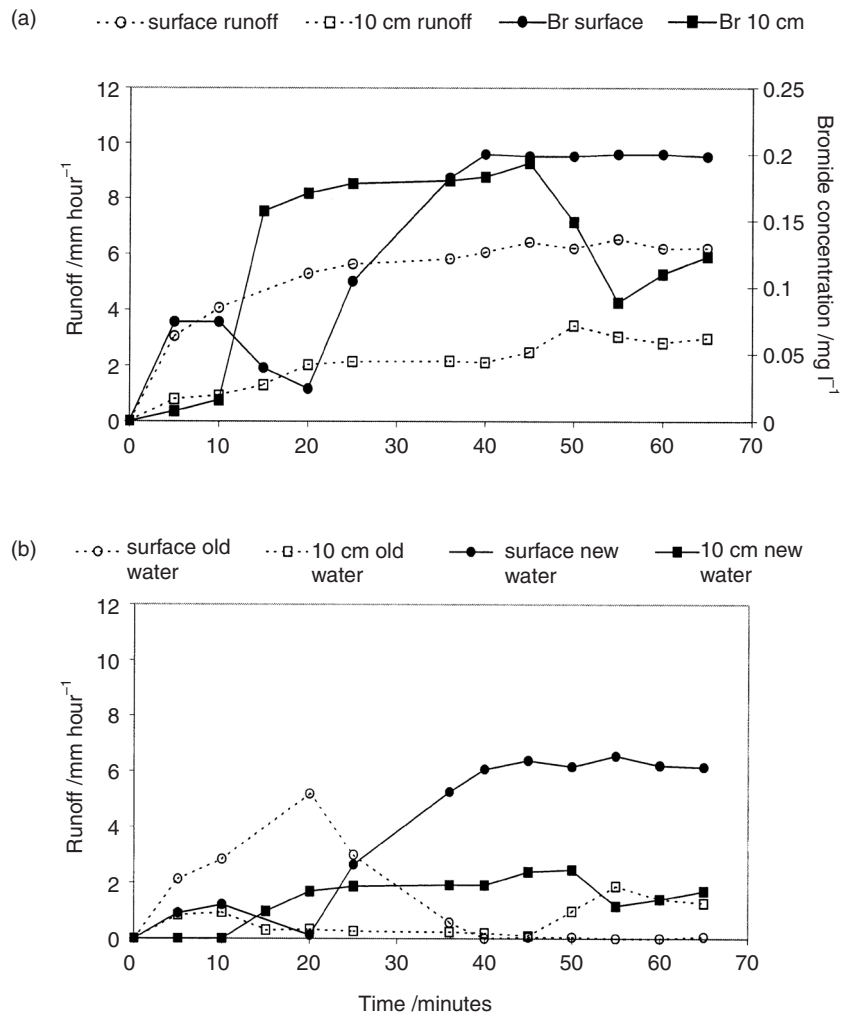 (a)
surface runoff 10 cm runoff Br surface Br 10 cm
12
10
8
6
4
2
0
Runoff /mm hour⁻¹
0.25
0.2
0.15
0.1
0.05
0
Bromide concentration /mg l⁻¹
0 10 20 30 40 50 60 70
(b)
surface old water
10 cm old water
surface new water
10 cm new water
12
10
8
6
4
2
0
Runoff /mm hour⁻¹
0 10 20 30 40 50 60 70
Time /minutes